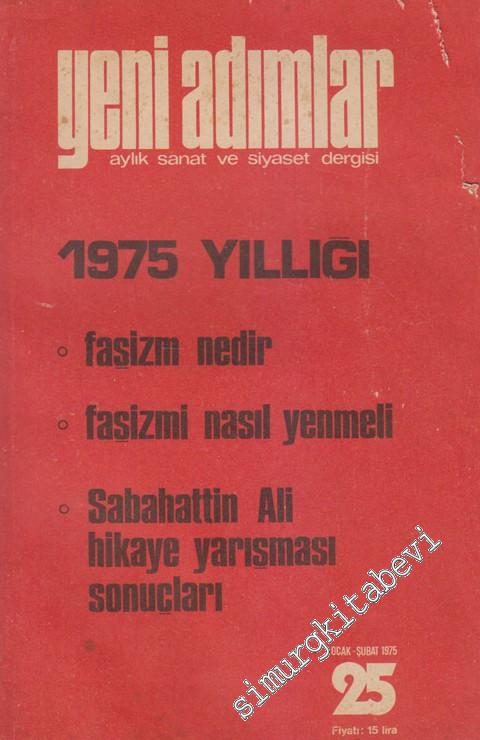 yeni adımlar
aylık sanat ve siyaset dergisi
1975 YILLIĞI
faşizm nedir
faşizmi nasıl yenmeli
Sabahattin Ali
hikaye yarışması
sonuçları
simurgkitabevi
OCAK-ŞUBAT 1975
25
Fiyatı: 15 lira